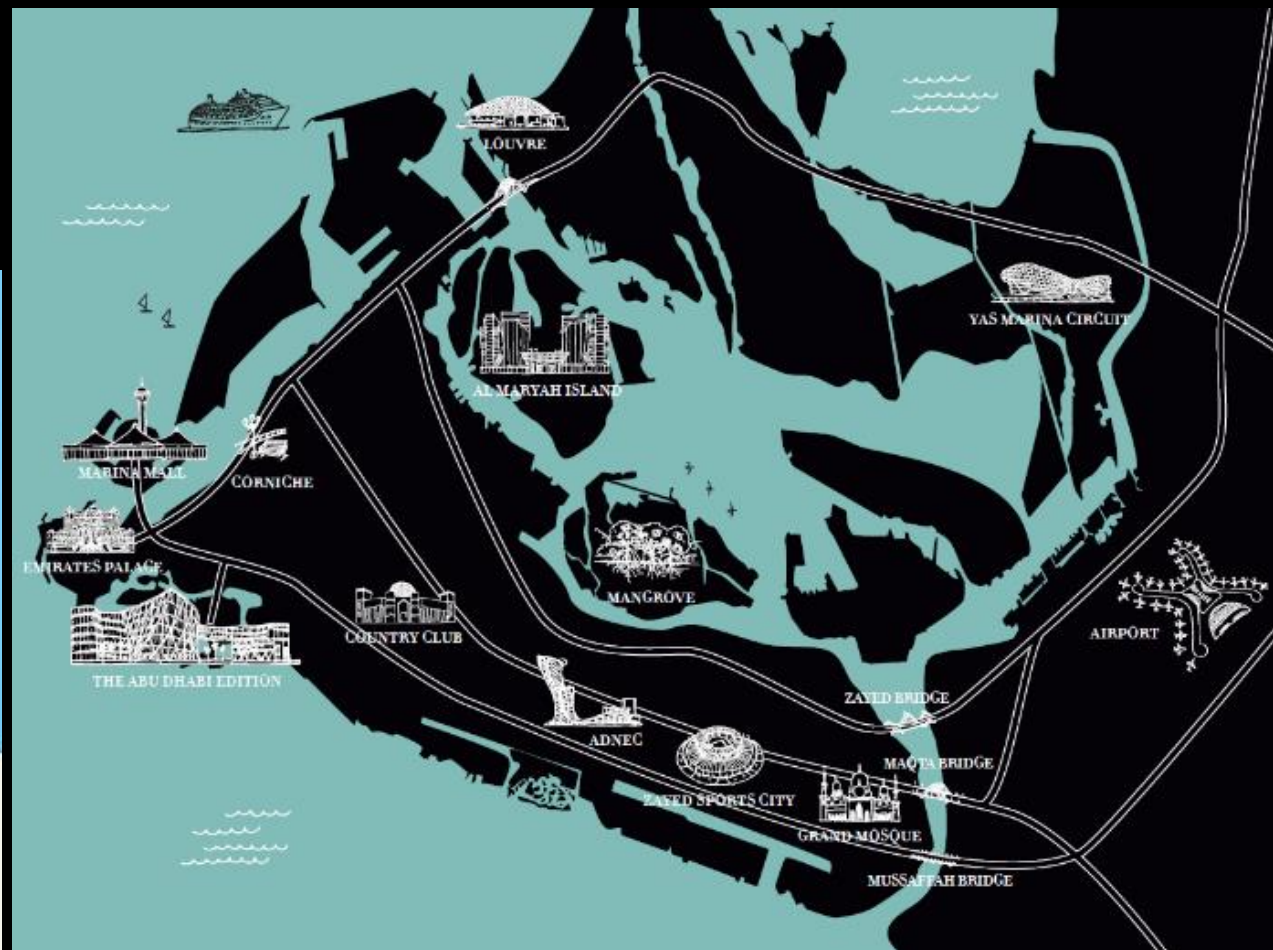 LOUVRE
YAS MARINA CIRCUIT
AL MARYAH ISLAND
MARINA MALL
CORNICHE
EMIRATES PALACE
MANGROVE
COUNTRY CLUB
AIRPORT
THE ABU DHABI EDITION
ZAYED BRIDGE
ADNEC
MAQTA BRIDGE
ZAYED SPORTS CITY
GRAND MOSQUE
MUSSAFFAH BRIDGE